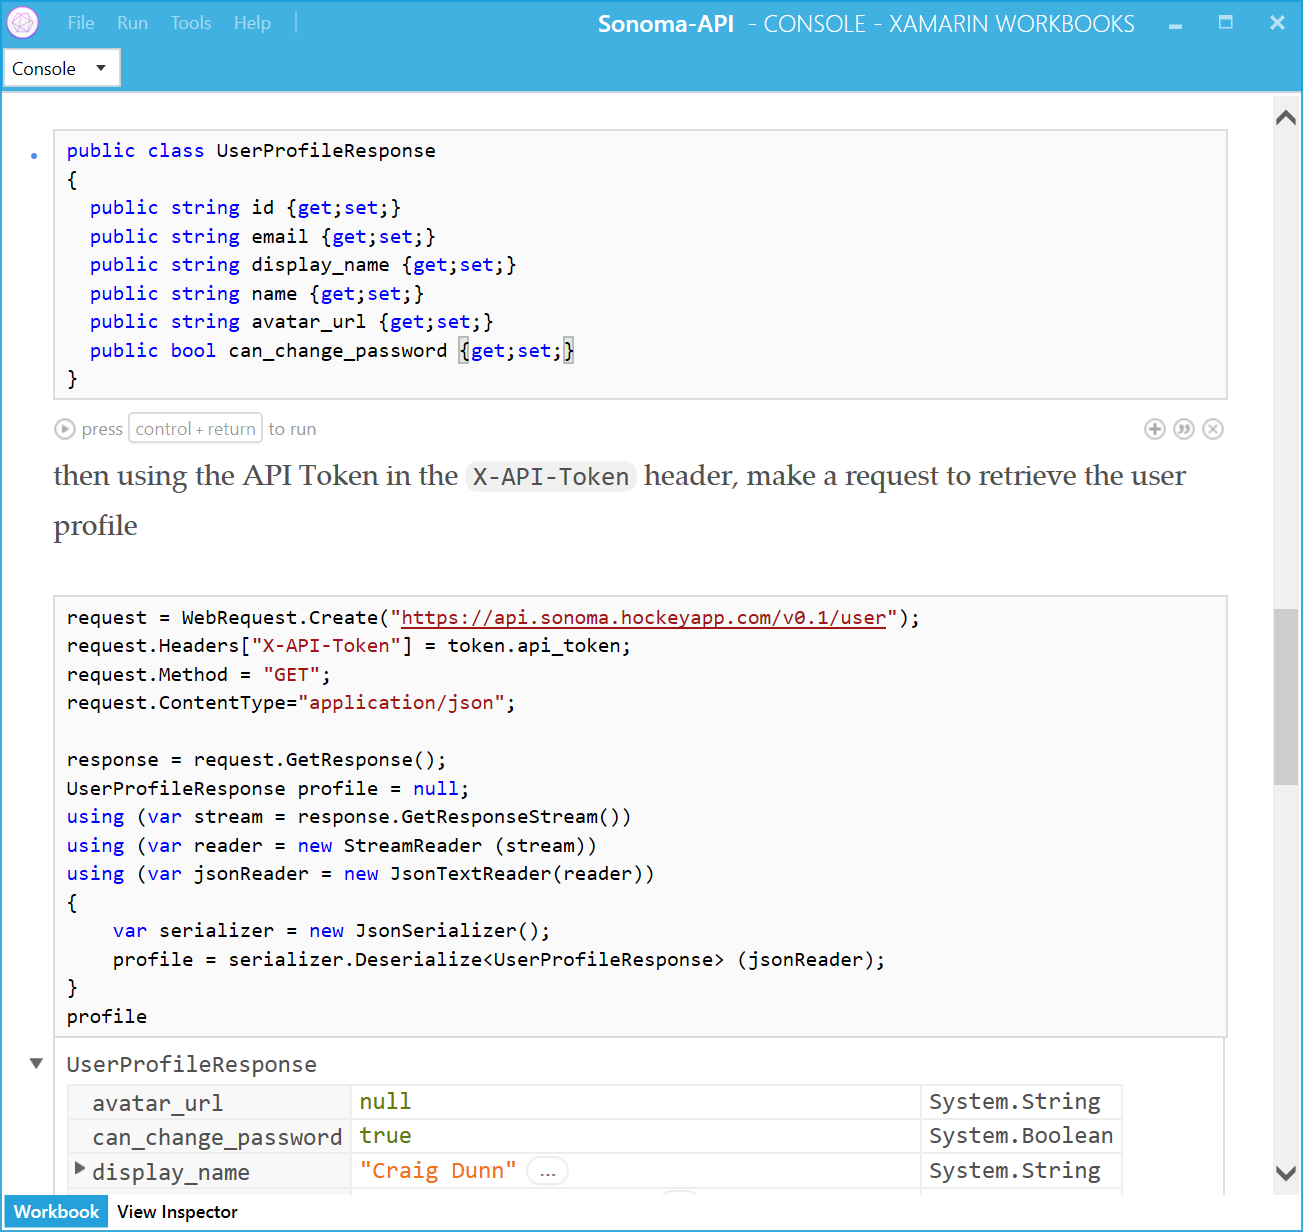 File Run Tools Help
Sonoma-API - CONSOLE - XAMARIN WORKBOOKS
Console
public class UserProfileResponse
{
  public string id {get;set;}
  public string email {get;set;}
  public string display_name {get;set;}
  public string name {get;set;}
  public string avatar_url {get;set;}
  public bool can_change_password {get;set;}
}
press control + return to run
then using the API Token in the X-API-Token header, make a request to retrieve the user
profile
request = WebRequest.Create("https://api.sonoma.hockeyapp.com/v0.1/user");
request.Headers["X-API-Token"] = token.api_token;
request.Method = "GET";
request.ContentType="application/json";
response = request.GetResponse();
UserProfileResponse profile = null;
using (var stream = response.GetResponseStream())
using (var reader = new StreamReader (stream))
using (var jsonReader = new JsonTextReader(reader))
{
    var serializer = new JsonSerializer();
    profile = serializer.Deserialize<UserProfileResponse> (jsonReader);
}
profile
UserProfileResponse
avatar_url null System.String
can_change_password true System.Boolean
display_name "Craig Dunn" ... System.String
Workbook View Inspector